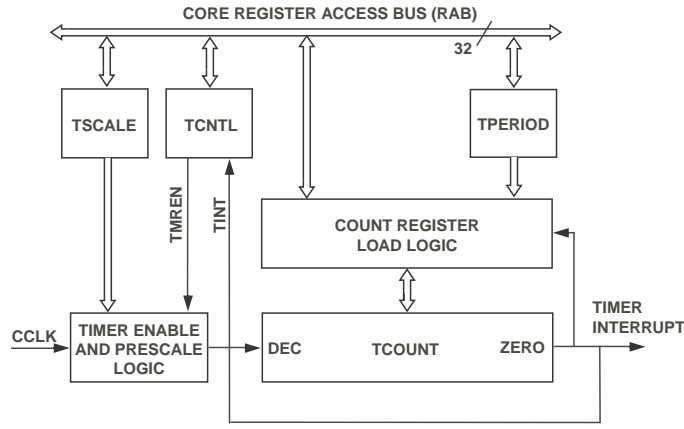 CORE REGISTER ACCESS BUS (RAB)
32
TSCALE
TCNTL
TPERIOD
TMREN
TINT
COUNT REGISTER
LOAD LOGIC
CCLK
TIMER ENABLE
AND PRESCALE
LOGIC
DEC
TCOUNT
ZERO
TIMER
INTERRUPT